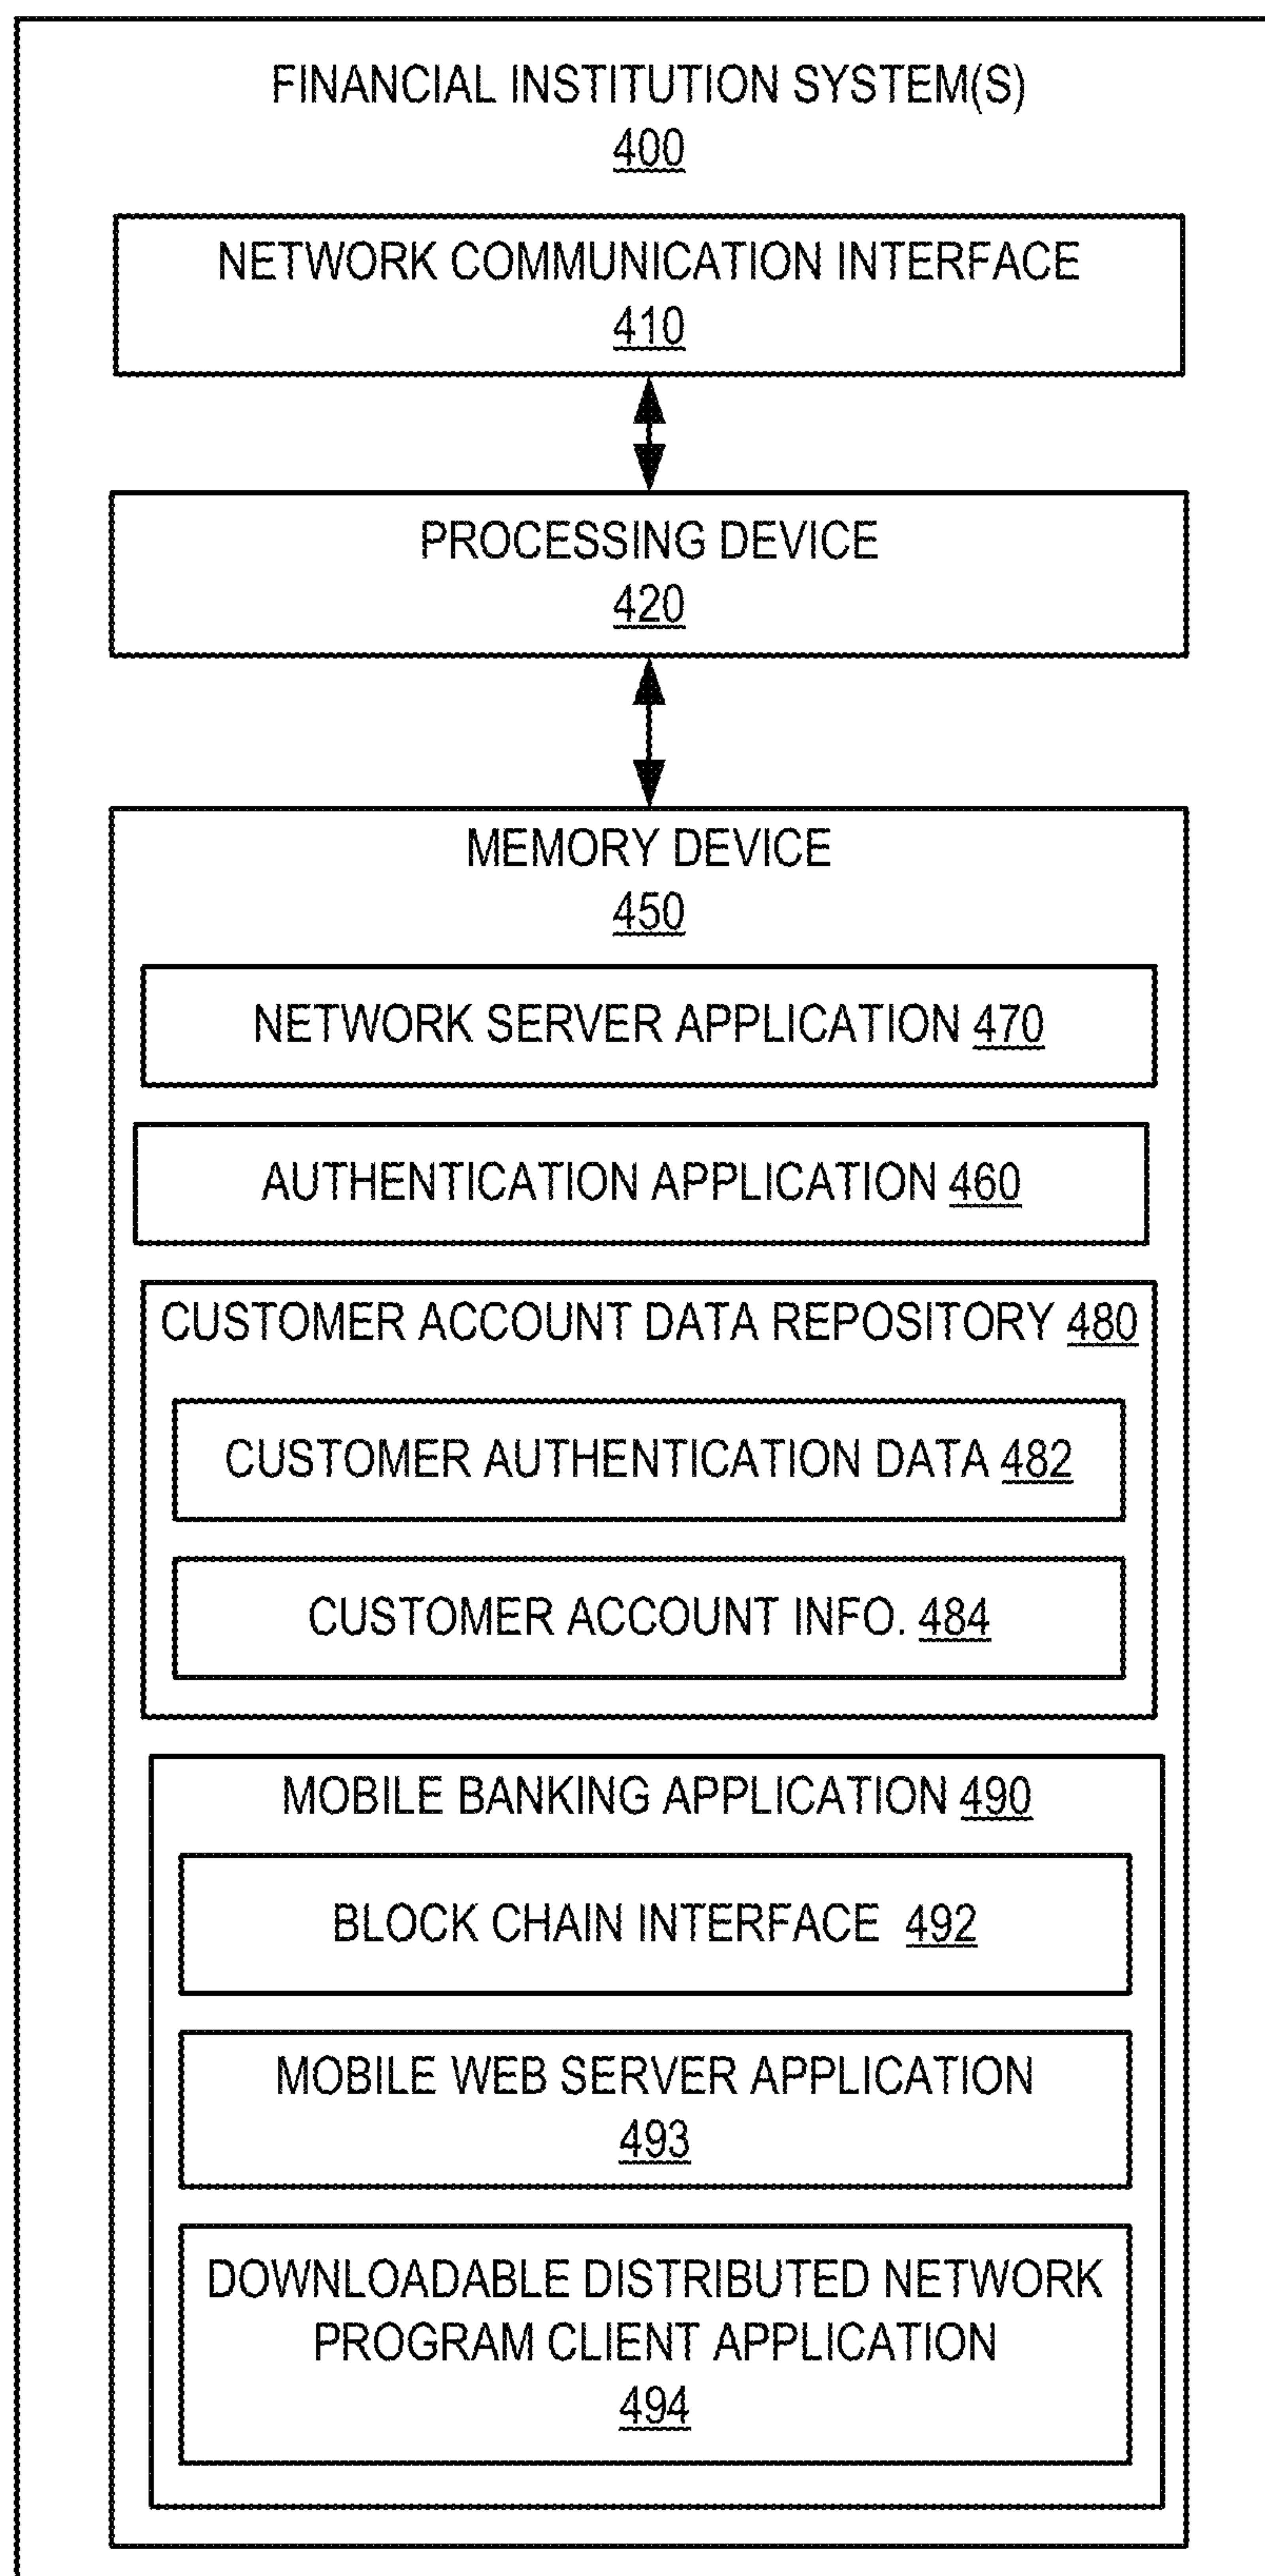 FINANCIAL INSTITUTION SYSTEM(S)
400
NETWORK COMMUNICATION INTERFACE
410
PROCESSING DEVICE
420
MEMORY DEVICE
450
NETWORK SERVER APPLICATION 470
AUTHENTICATION APPLICATION 460
CUSTOMER ACCOUNT DATA REPOSITORY 480
CUSTOMER AUTHENTICATION DATA 482
CUSTOMER ACCOUNT INFO. 484
MOBILE BANKING APPLICATION 490
BLOCK CHAIN INTERFACE 492
MOBILE WEB SERVER APPLICATION
493
DOWNLOADABLE DISTRIBUTED NETWORK
PROGRAM CLIENT APPLICATION
494